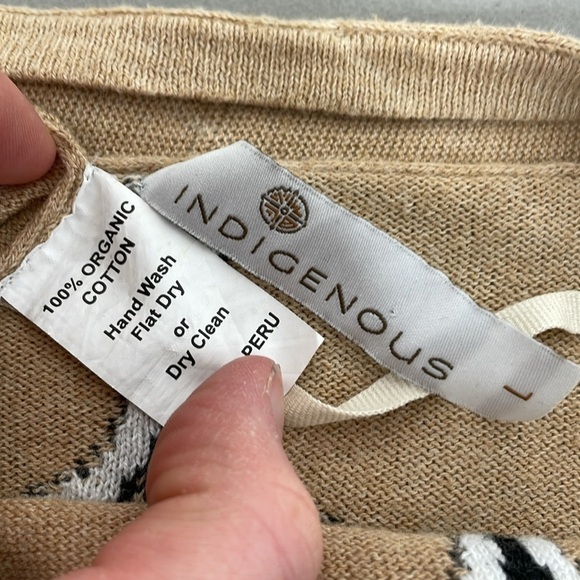 INDIGENOUS
L
100% ORGANIC
COTTON
Hand Wash
Flat Dry
or
Dry Clean
PERU